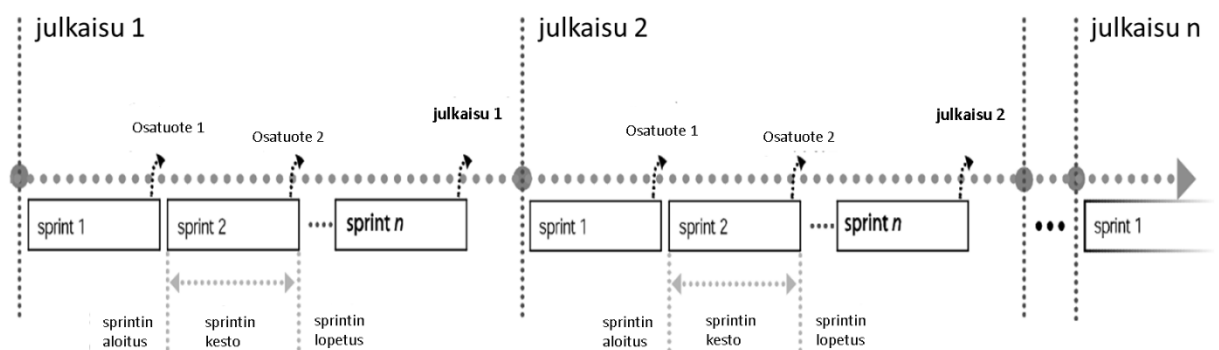 julkaisu 1
julkaisu 2
julkaisu n
julkaisu 1
julkaisu 2
Osatuote 1
Osatuote 2
Osatuote 1
Osatuote 2
sprint 1
sprint 2
sprint n
sprint 1
sprint 2
sprint n
sprint 1
sprintin
aloitus
sprintin
kesto
sprintin
lopetus
sprintin
aloitus
sprintin
kesto
sprintin
lopetus